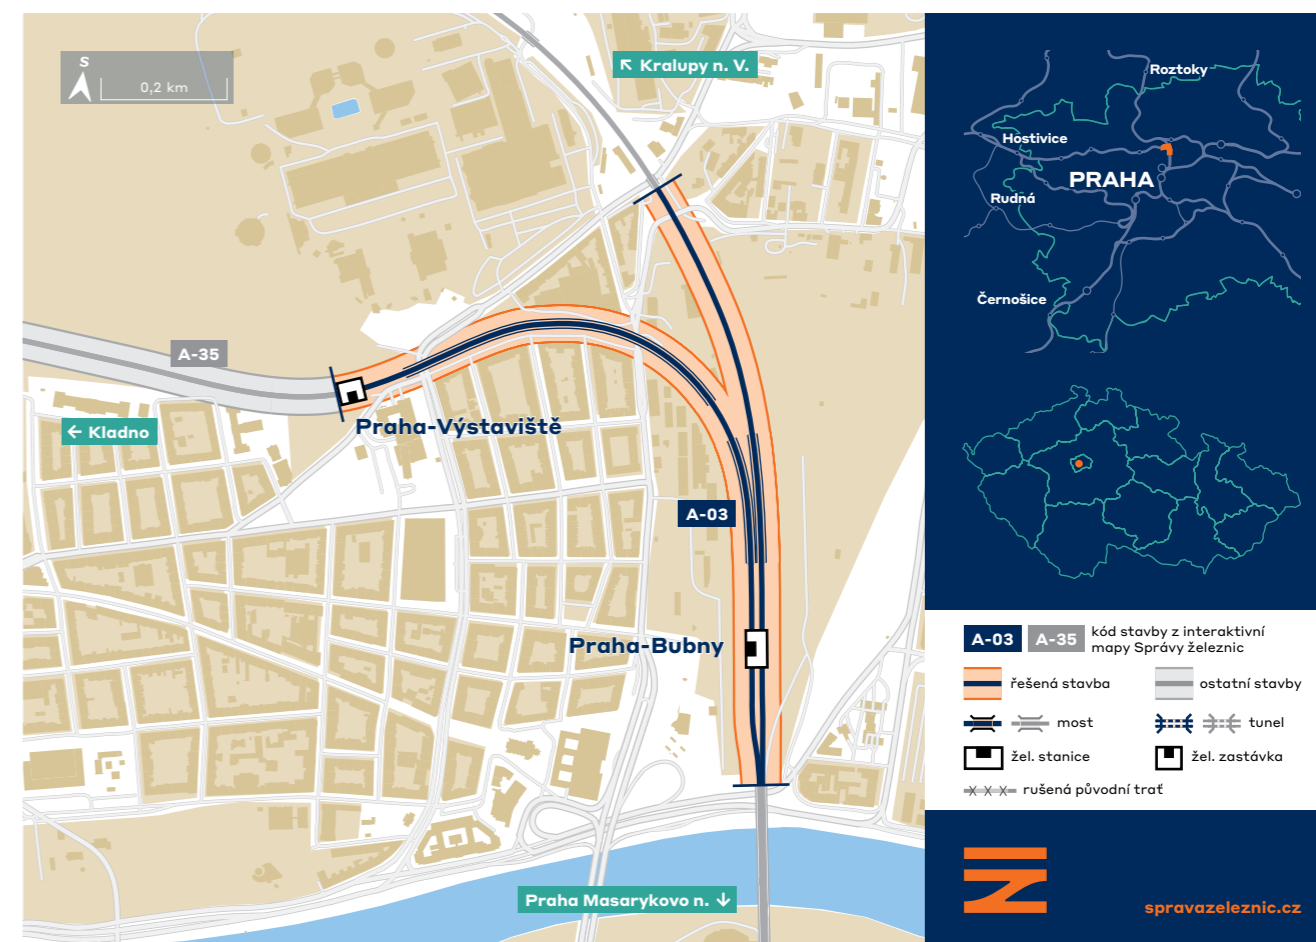 S
0,2 km
↖ Kralupy n. V.
A-35
← Kladno
Praha-Výstaviště
A-03
Praha-Bubny
Praha Masarykovo n. ↓
Roztoky
Hostivice
PRAHA
Rudná
Černošice
A-03 A-35 kód stavby z interaktivní
mapy Správy železnic
řešená stavba
ostatní stavby
most
tunel
žel. stanice
žel. zastávka
rušená původní trať
spravazeleznic.cz